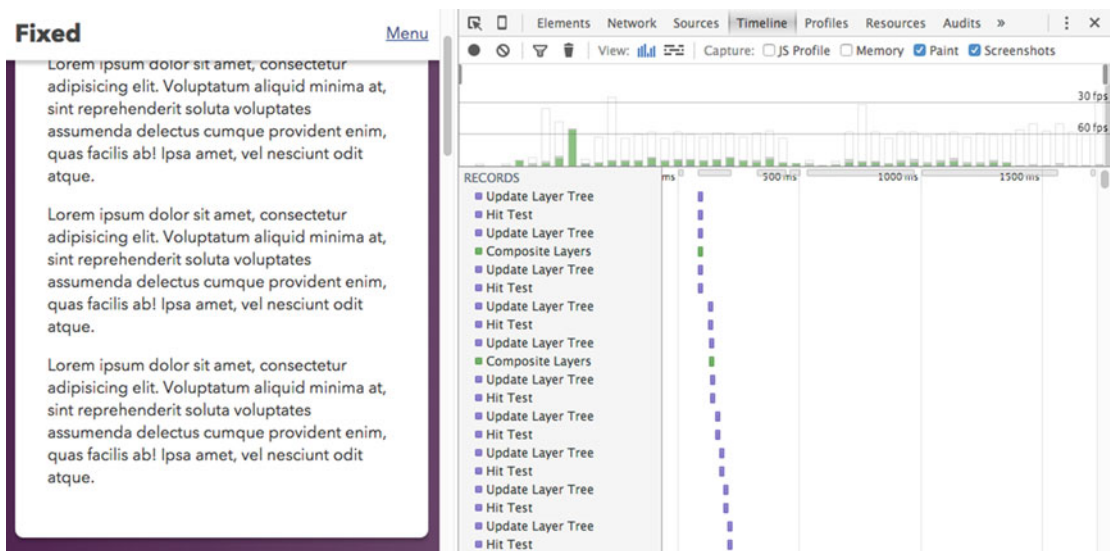 Fixed
Menu
Lorem ipsum dolor sit amet, consectetur
adipisicing elit. Voluptatum aliquid minima at,
sint reprehenderit soluta voluptates
assumenda delectus cumque provident enim,
quas facilis ab! Ipsa amet, vel nesciunt odit
atque.
Lorem ipsum dolor sit amet, consectetur
adipisicing elit. Voluptatum aliquid minima at,
sint reprehenderit soluta voluptates
assumenda delectus cumque provident enim,
quas facilis ab! Ipsa amet, vel nesciunt odit
atque.
Lorem ipsum dolor sit amet, consectetur
adipisicing elit. Voluptatum aliquid minima at,
sint reprehenderit soluta voluptates
assumenda delectus cumque provident enim,
quas facilis ab! Ipsa amet, vel nesciunt odit
atque.
Elements Network Sources Timeline Profiles Resources Audits »
View: Capture: JS Profile Memory Paint Screenshots
30 fps
60 fps
RECORDS
ms 500 ms 1000 ms 1500 ms
Update Layer Tree
Hit Test
Update Layer Tree
Composite Layers
Update Layer Tree
Hit Test
Update Layer Tree
Hit Test
Update Layer Tree
Composite Layers
Update Layer Tree
Hit Test
Update Layer Tree
Hit Test
Update Layer Tree
Hit Test
Update Layer Tree
Hit Test
Update Layer Tree
Hit Test